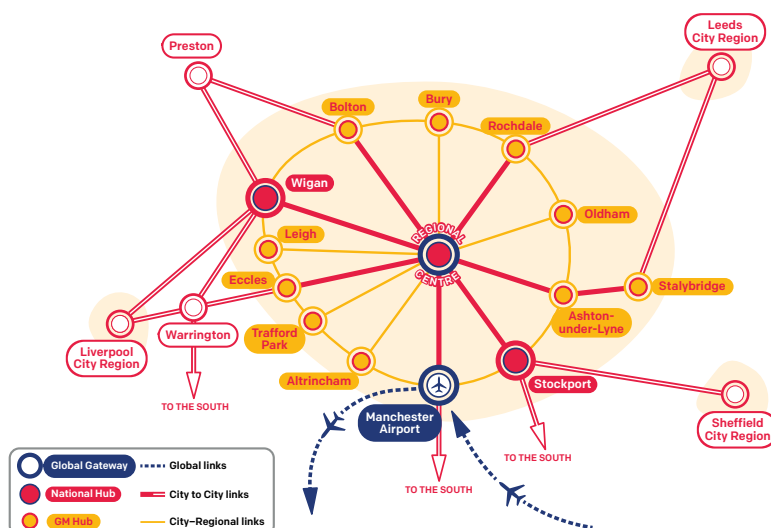 Leeds
City Region
Preston
Bolton
Bury
Rochdale
Wigan
REGIONAL
CENTRE
Oldham
Leigh
Eccles
Stalybridge
Ashton-
under-Lyne
Trafford
Park
Warrington
Liverpool
City Region
Altrincham
Stockport
TO THE SOUTH
Manchester
Airport
Sheffield
City Region
TO THE SOUTH
TO THE SOUTH
Global Gateway
Global links
National Hub
City to City links
GM Hub
City–Regional links